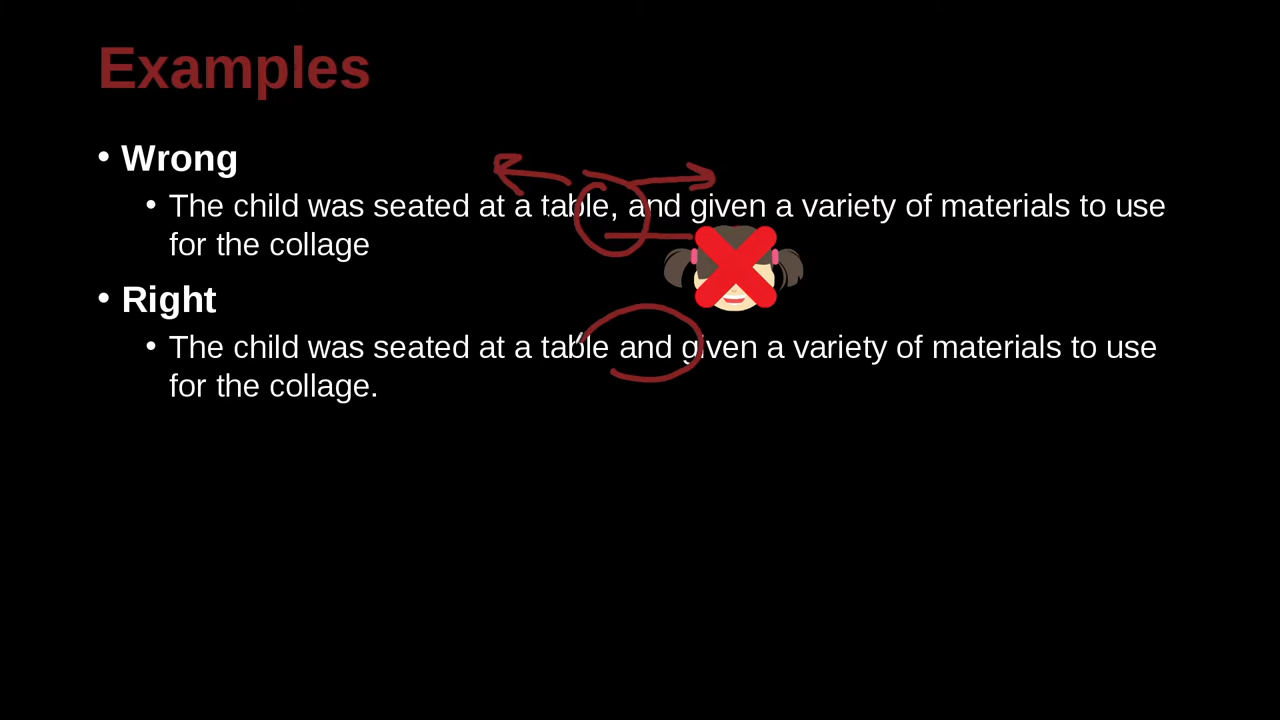 Examples
• Wrong
• The child was seated at a table, and given a variety of materials to use
for the collage
• Right
• The child was seated at a table and given a variety of materials to use
for the collage.